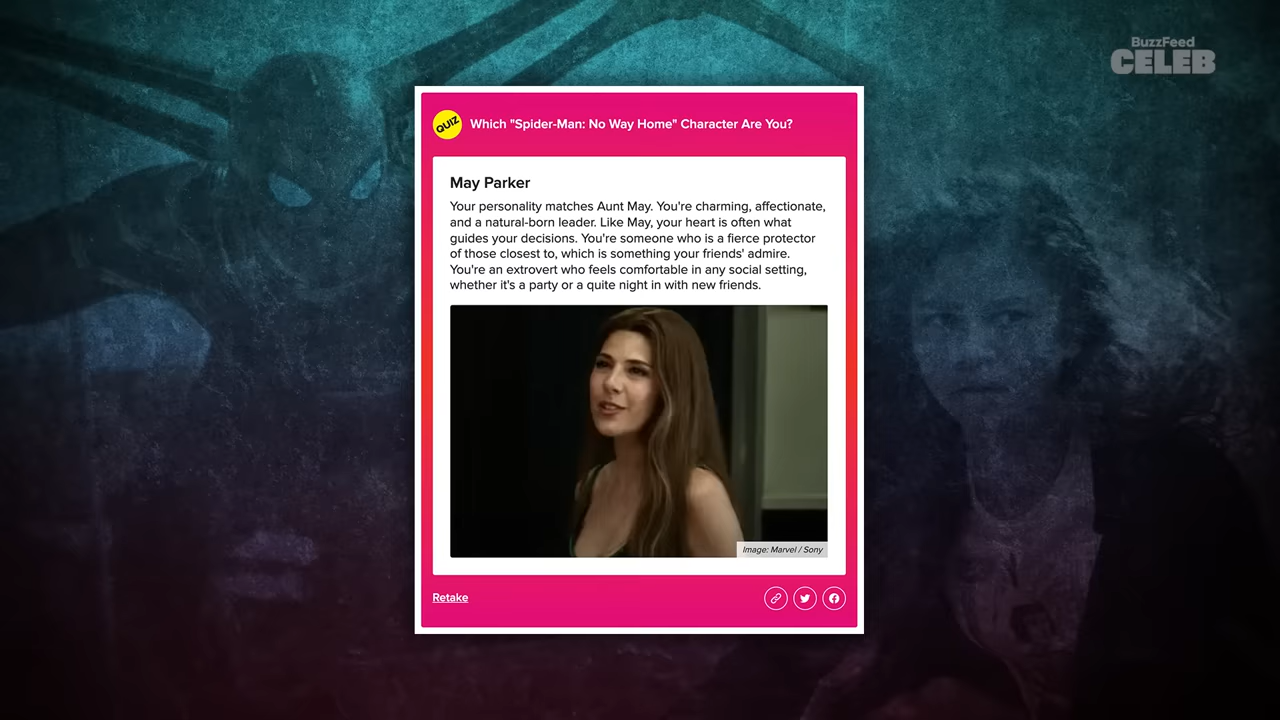 BuzzFeed
CELEB
QUIZ
Which "Spider-Man: No Way Home" Character Are You?
May Parker
Your personality matches Aunt May. You're charming, affectionate,
and a natural-born leader. Like May, your heart is often what
guides your decisions. You're someone who is a fierce protector
of those closest to, which is something your friends' admire.
You're an extrovert who feels comfortable in any social setting,
whether it's a party or a quite night in with new friends.
Image: Marvel / Sony
Retake